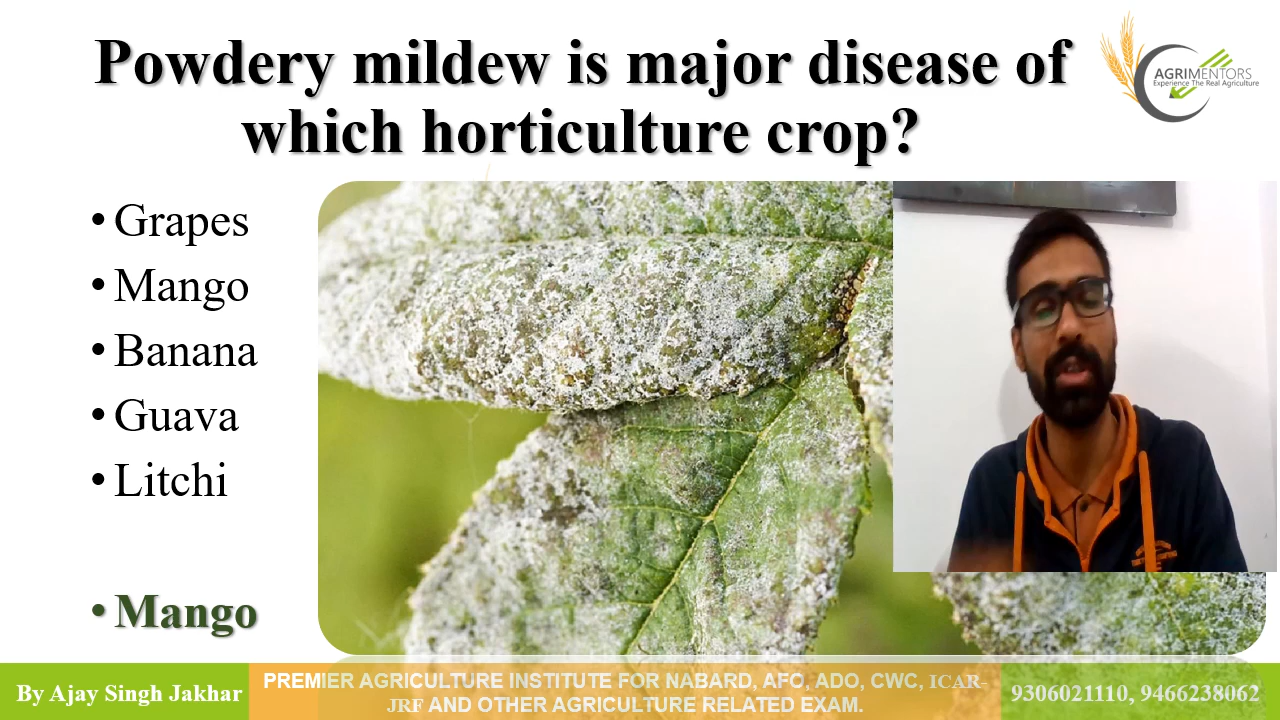 Powdery mildew is major disease of
which horticulture crop?
AGRIMENTORS
Experience The Real Agriculture
• Grapes
• Mango
• Banana
• Guava
• Litchi
• Mango
By Ajay Singh Jakhar
PREMIER AGRICULTURE INSTITUTE FOR NABARD, AFO, ADO, CWC, ICAR-
JRF AND OTHER AGRICULTURE RELATED EXAM.
9306021110, 9466238062